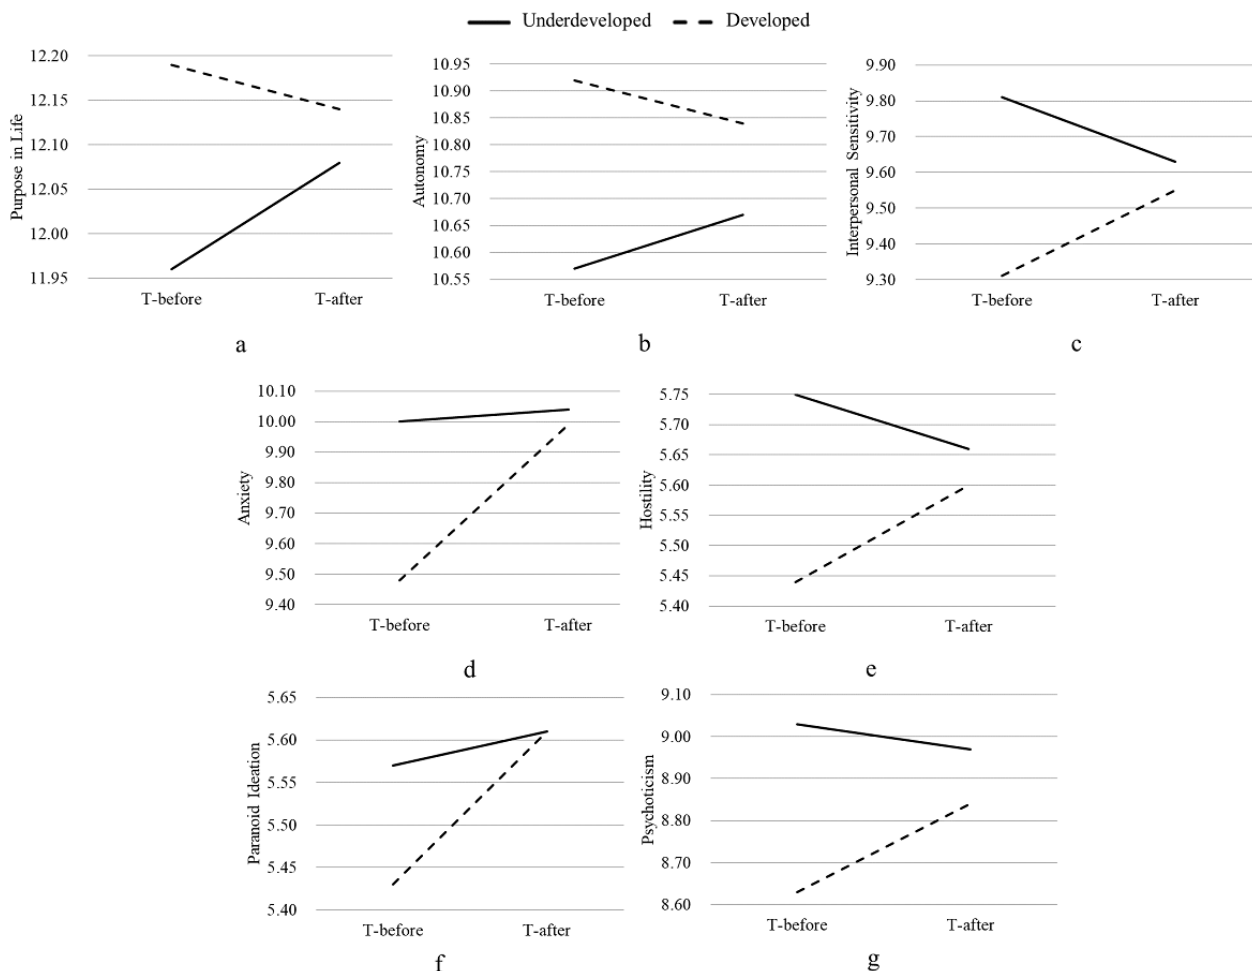 Underdeveloped Developed
Purpose in Life
12.20
12.15
12.10
12.05
12.00
11.95
T-before T-after
a
Autonomy
10.95
10.90
10.85
10.80
10.75
10.70
10.65
10.60
10.55
T-before T-after
b
Interpersonal Sensitivity
9.90
9.80
9.70
9.60
9.50
9.40
9.30
T-before T-after
c
Anxiety
10.10
10.00
9.90
9.80
9.70
9.60
9.50
9.40
T-before T-after
d
Hostility
5.75
5.70
5.65
5.60
5.55
5.50
5.45
5.40
T-before T-after
e
Paranoid Ideation
5.65
5.60
5.55
5.50
5.45
5.40
T-before T-after
f
Psychoticism
9.10
9.00
8.90
8.80
8.70
8.60
T-before T-after
g